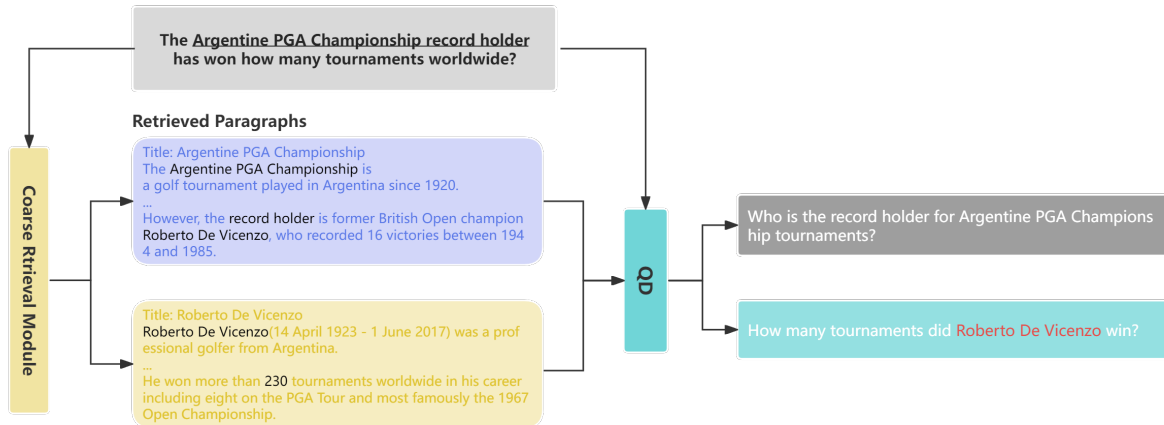 The Argentine PGA Championship record holder
has won how many tournaments worldwide?
Retrieved Paragraphs
Coarse Rtrieval Module
Title: Argentine PGA Championship
The Argentine PGA Championship is
a golf tournament played in Argentina since 1920.
...
However, the record holder is former British Open champion
Roberto De Vicenzo, who recorded 16 victories between 194
4 and 1985.
Title: Roberto De Vicenzo
Roberto De Vicenzo(14 April 1923 - 1 June 2017) was a prof
essional golfer from Argentina.
...
He won more than 230 tournaments worldwide in his career
including eight on the PGA Tour and most famously the 1967
Open Championship.
QD
Who is the record holder for Argentine PGA Champions
hip tournaments?
How many tournaments did Roberto De Vicenzo win?